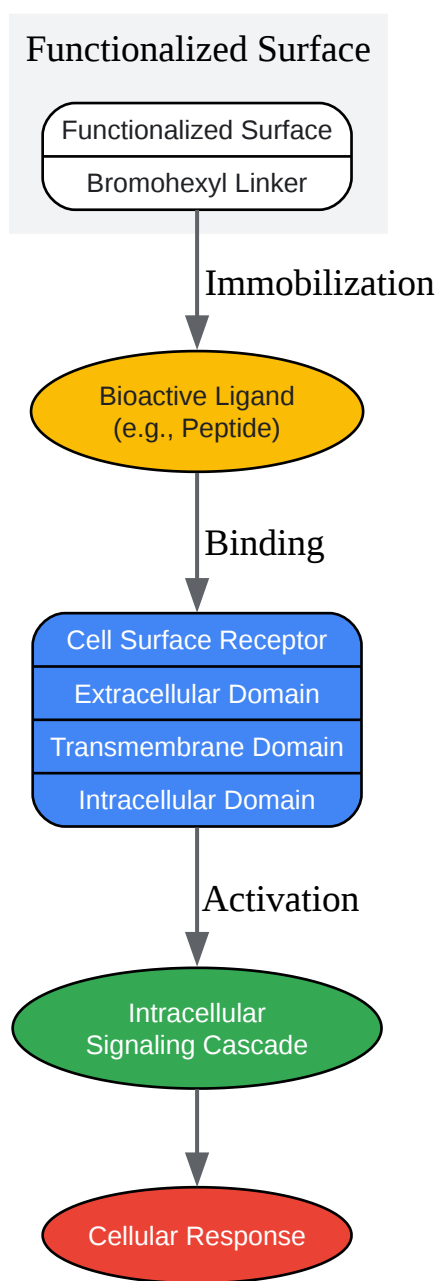 Functionalized Surface
Functionalized Surface
Bromohexyl Linker
Immobilization
Bioactive Ligand
(e.g., Peptide)
Binding
Cell Surface Receptor
Extracellular Domain
Transmembrane Domain
Intracellular Domain
Activation
Intracellular
Signaling Cascade
Cellular Response